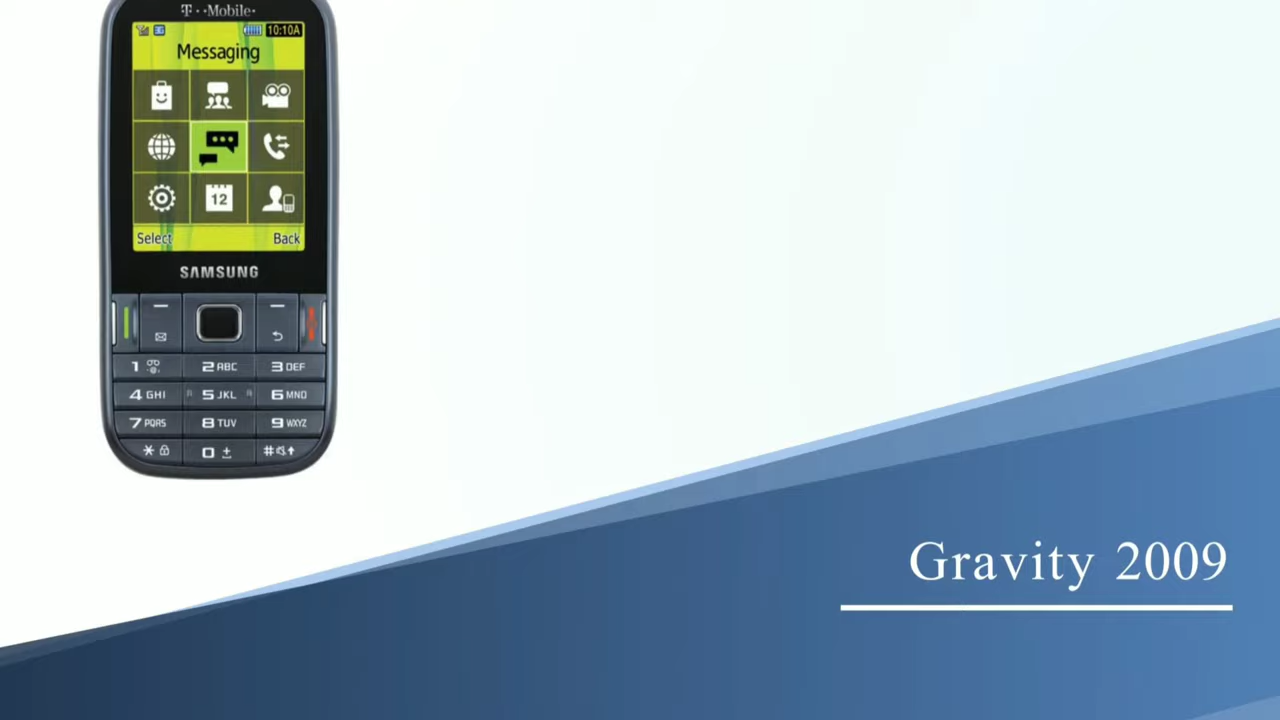 T··Mobile·
3G
10:10A
Messaging
12
Select
Back
SAMSUNG
1
2 ABC
3 DEF
4 GHI
5 JKL
6 MNO
7 PQRS
8 TUV
9 WXYZ
* 
0 +
#
Gravity 2009